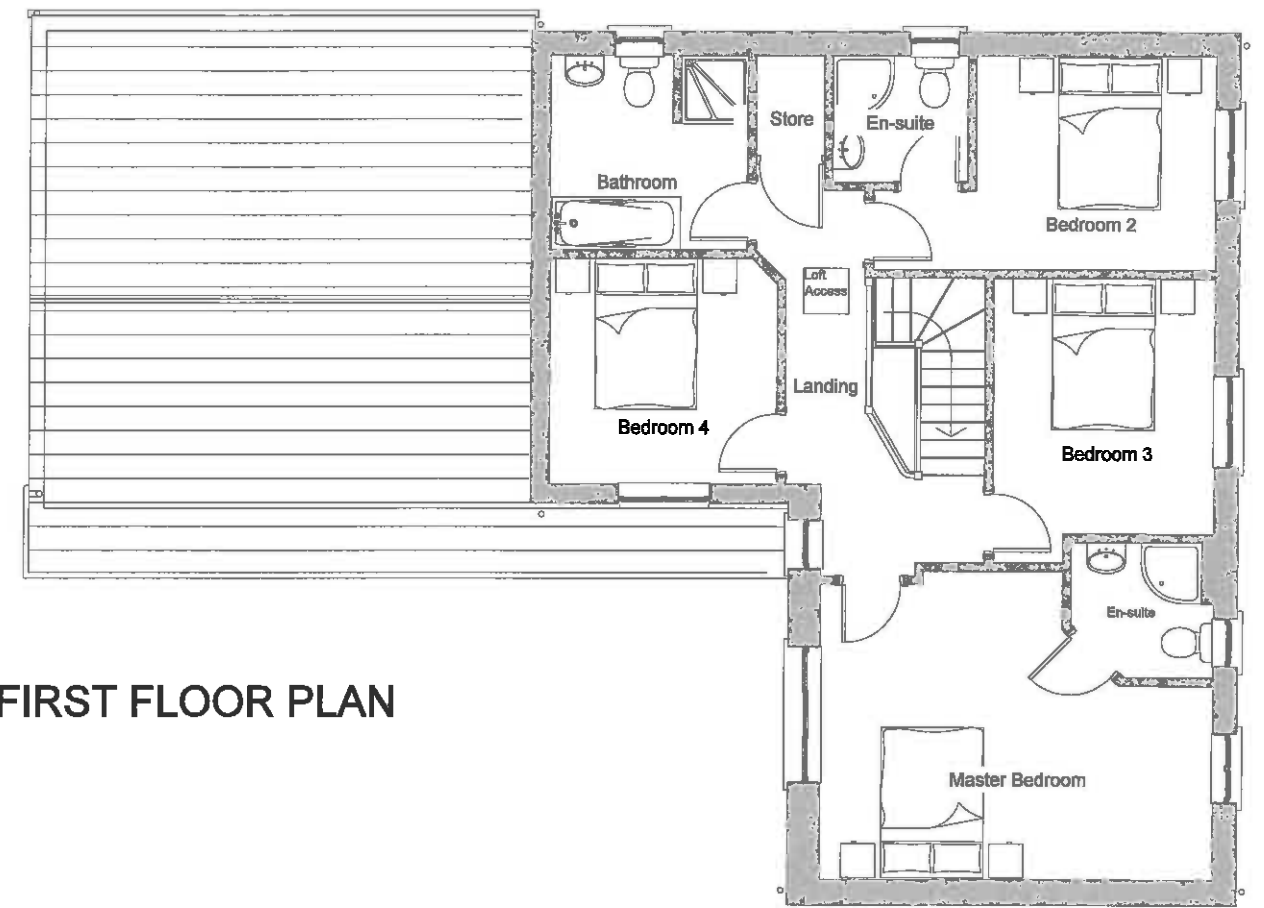 Store
En-suite
Bathroom
Bedroom 2
Loft
Access
Landing
Bedroom 4
Bedroom 3
En-suite
FIRST FLOOR PLAN
Master Bedroom